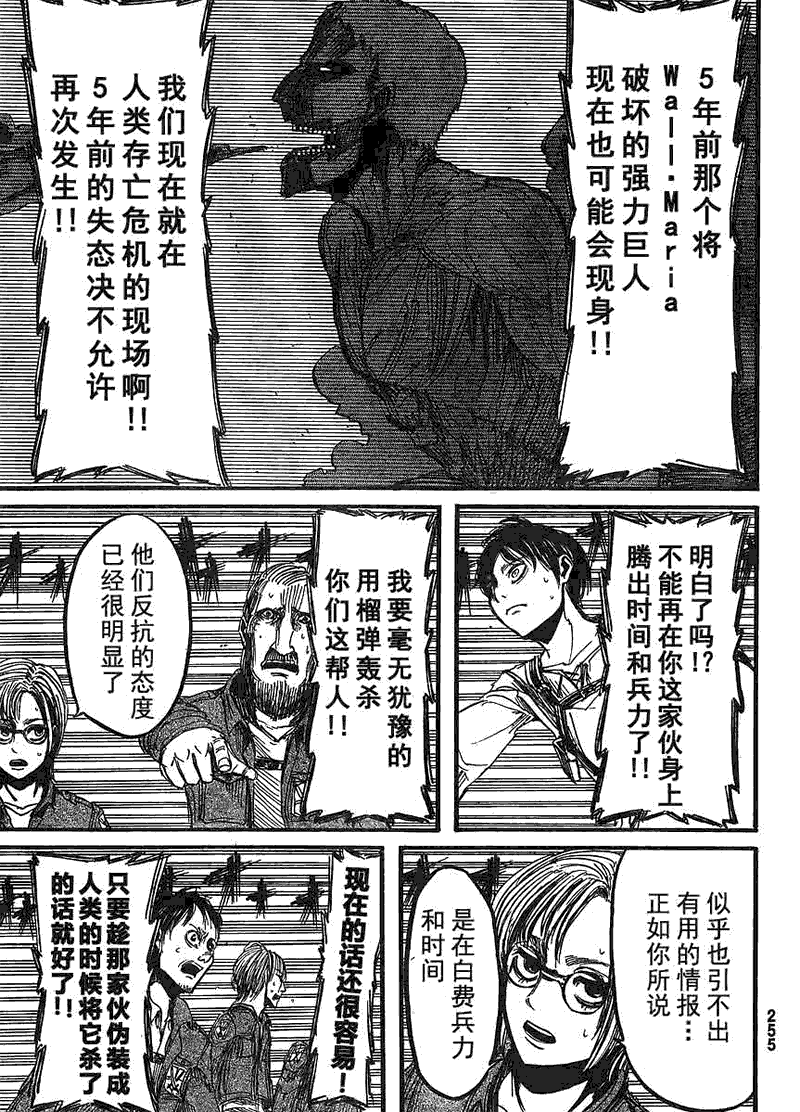 5年前那个将
Wall·Maria
破坏的强力巨人
现在也可能会现身!!
我们现在就在
人类存亡危机的现场啊!!
5年前的失态决不允许
再次发生!!
明白了吗!?
不能再在你这家伙身上
腾出时间和兵力了!!
我要毫无犹豫的
用榴弹轰杀
你们这帮人!!
他们反抗的态度
已经很明显了
似乎也引不出
有用的情报…
正如你所说
是在白费兵力
和时间
现在的话还很容易!
只要趁那家伙伪装成
人类的时候将它杀了
的话就好了!!
255